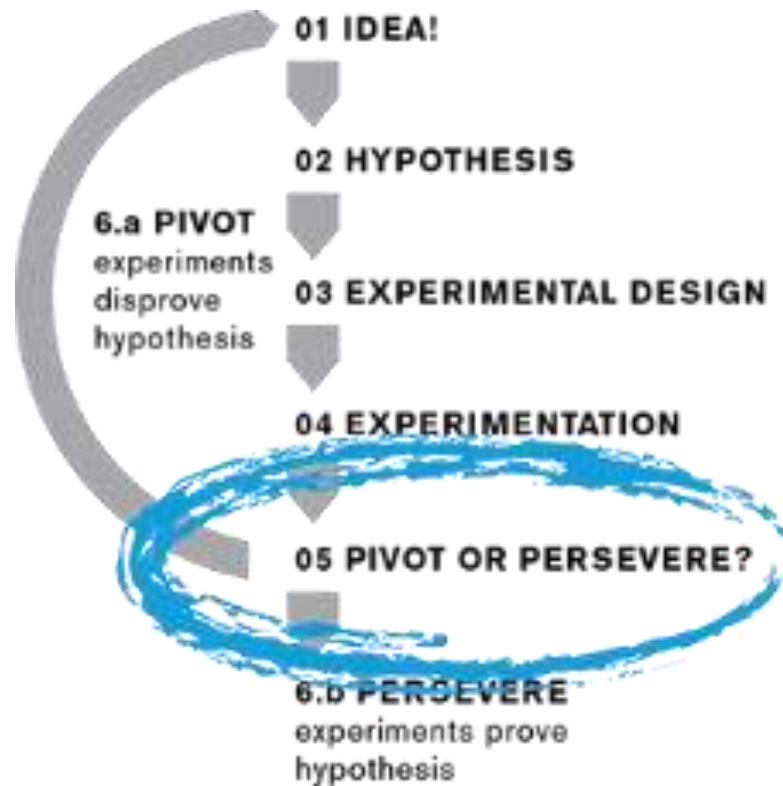 01 IDEA!
02 HYPOTHESIS
6.a PIVOT
experiments
disprove
hypothesis
03 EXPERIMENTAL DESIGN
04 EXPERIMENTATION
05 PIVOT OR PERSEVERE?
6.b PERSEVERE
experiments prove
hypothesis